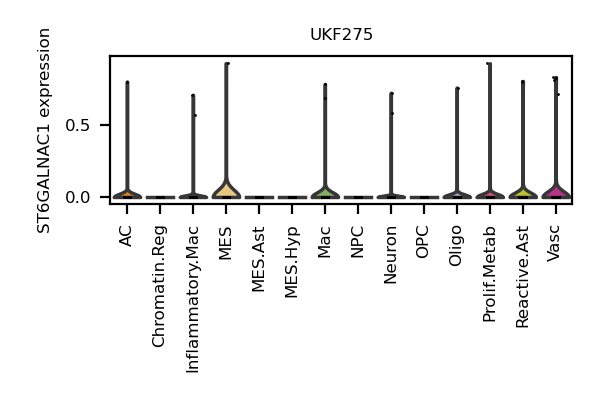 UKF275
ST6GALNAC1 expression
0.5
0.0
AC
Chromatin.Reg
Inflammatory.Mac
MES
MES.Ast
MES.Hyp
Mac
NPC
Neuron
OPC
Oligo
Prolif.Metab
Reactive.Ast
Vasc